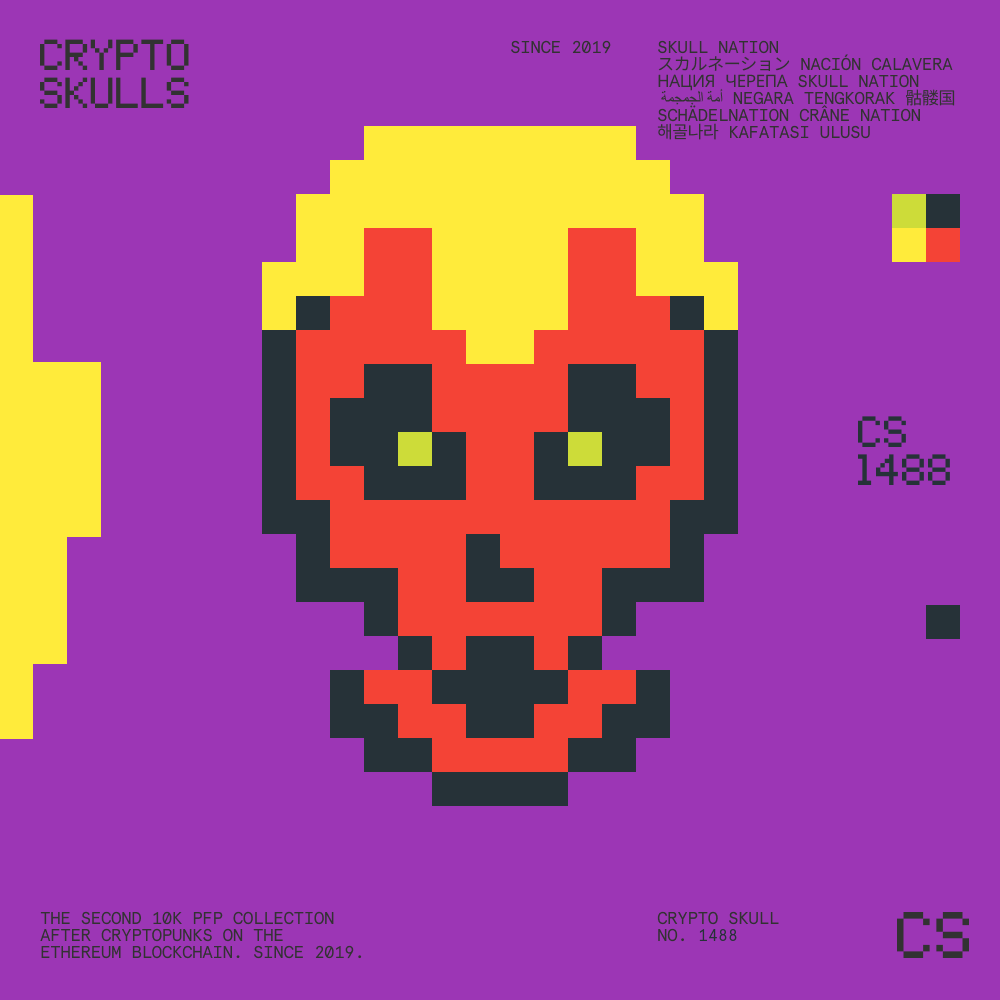 CRYPTO
SKULLS
SINCE 2019
SKULL NATION
スカルネーション NACIÓN CALAVERA
НАЦИЯ ЧЕРЕПА SKULL NATION
أمة الجمجمة NEGARA TENGKORAK 骷髅国
SCHÄDELNATION CRÂNE NATION
해골나라 KAFATASI ULUSU
CS
1488
THE SECOND 10K PFP COLLECTION
AFTER CRYPTOPUNKS ON THE
ETHEREUM BLOCKCHAIN. SINCE 2019.
CRYPTO SKULL
NO. 1488
CS